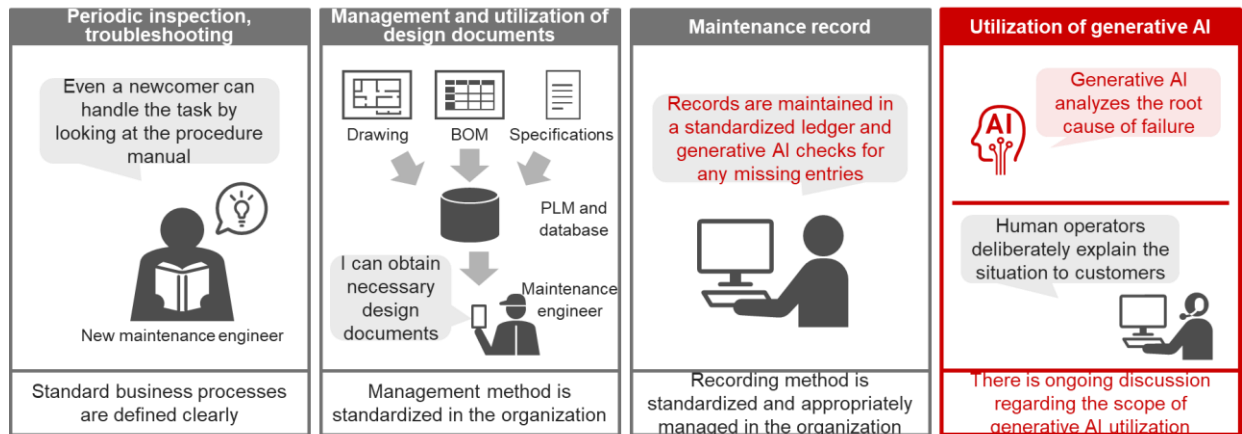 Periodic inspection,
troubleshooting
Even a newcomer can
handle the task by
looking at the procedure
manual
New maintenance engineer
Standard business processes
are defined clearly
Management and utilization of
design documents
Drawing
BOM
Specifications
PLM and
database
I can obtain
necessary
design
documents
Maintenance
engineer
Management method is
standardized in the organization
Maintenance record
Records are maintained in
a standardized ledger and
generative AI checks for
any missing entries
Recording method is
standardized and appropriately
managed in the organization
Utilization of generative AI
AI
Generative AI
analyzes the root
cause of failure
Human operators
deliberately explain the
situation to customers
There is ongoing discussion
regarding the scope of
generative AI utilization